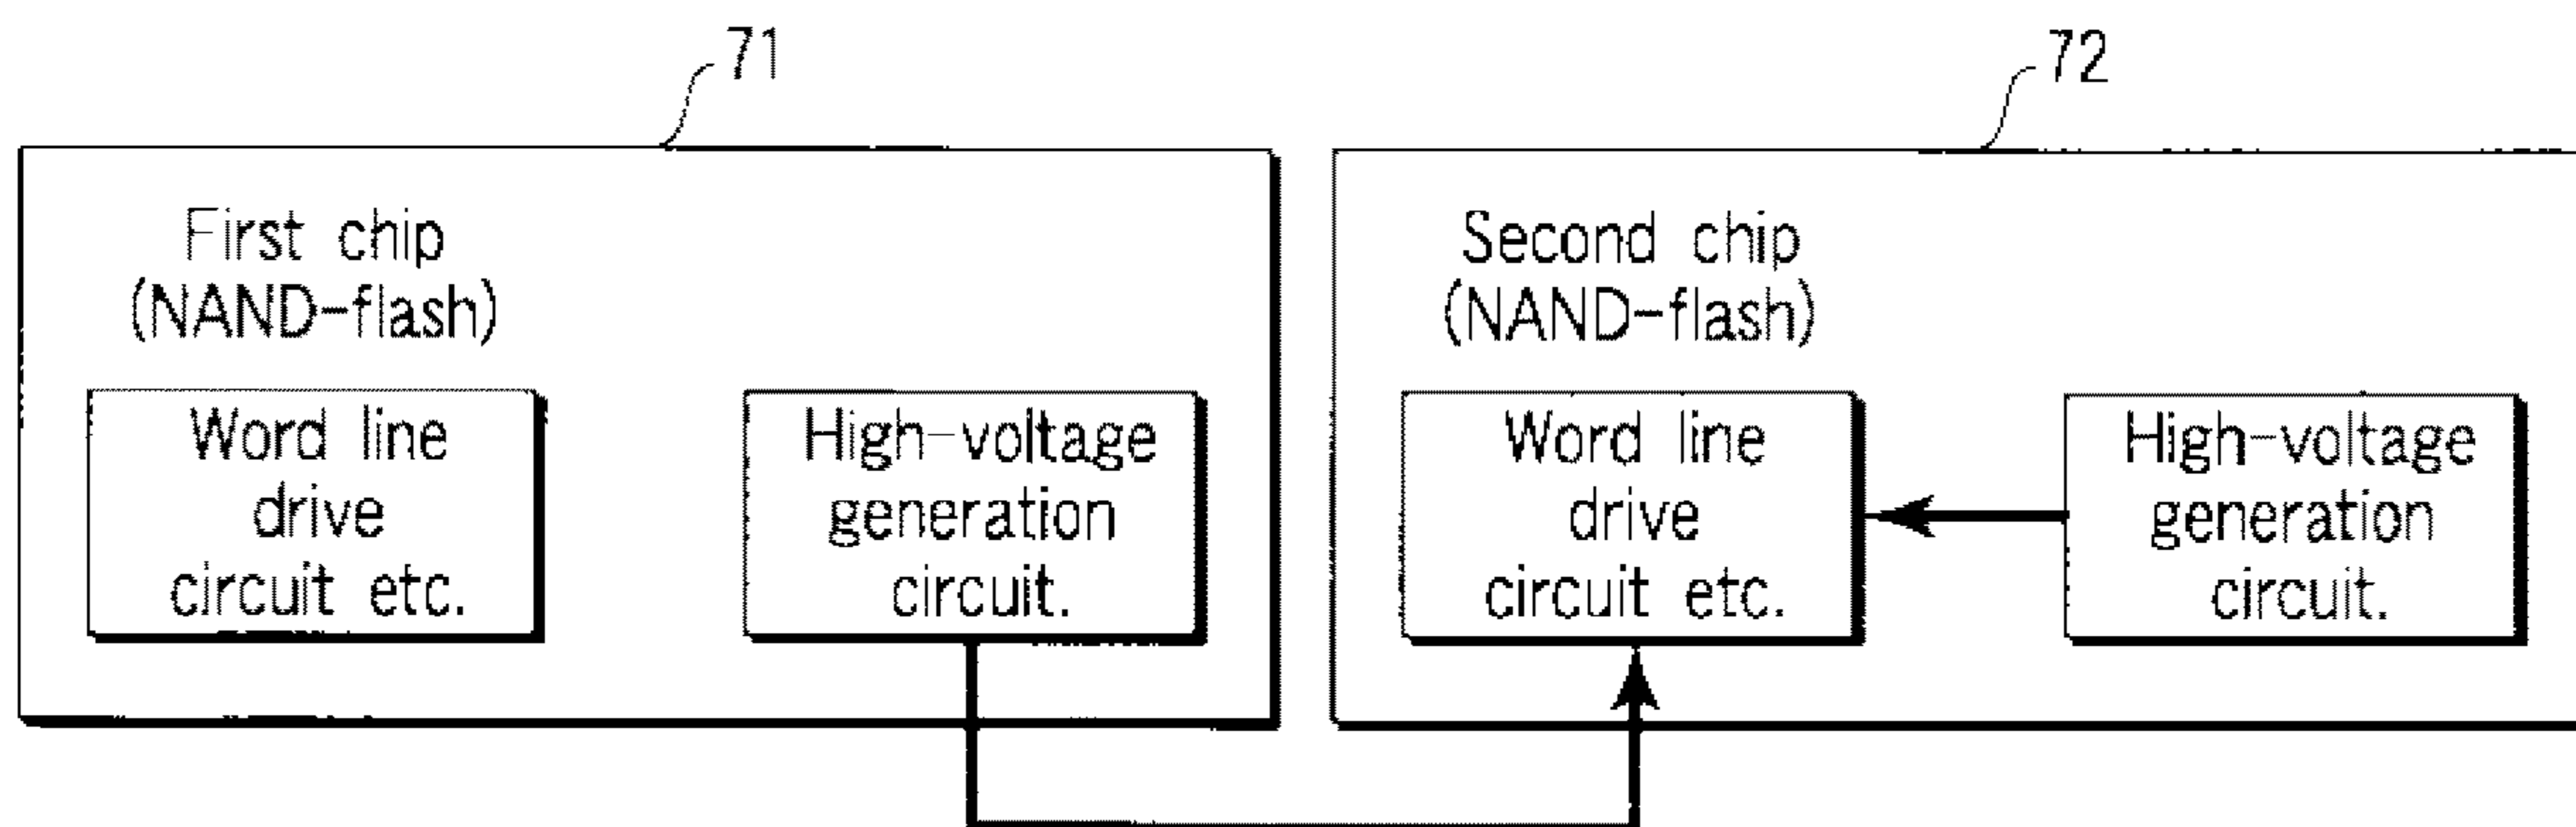 71
72
First chip
(NAND-flash)
Word line
drive
circuit etc.
High-voltage
generation
circuit.
Second chip
(NAND-flash)
Word line
drive
circuit etc.
High-voltage
generation
circuit.